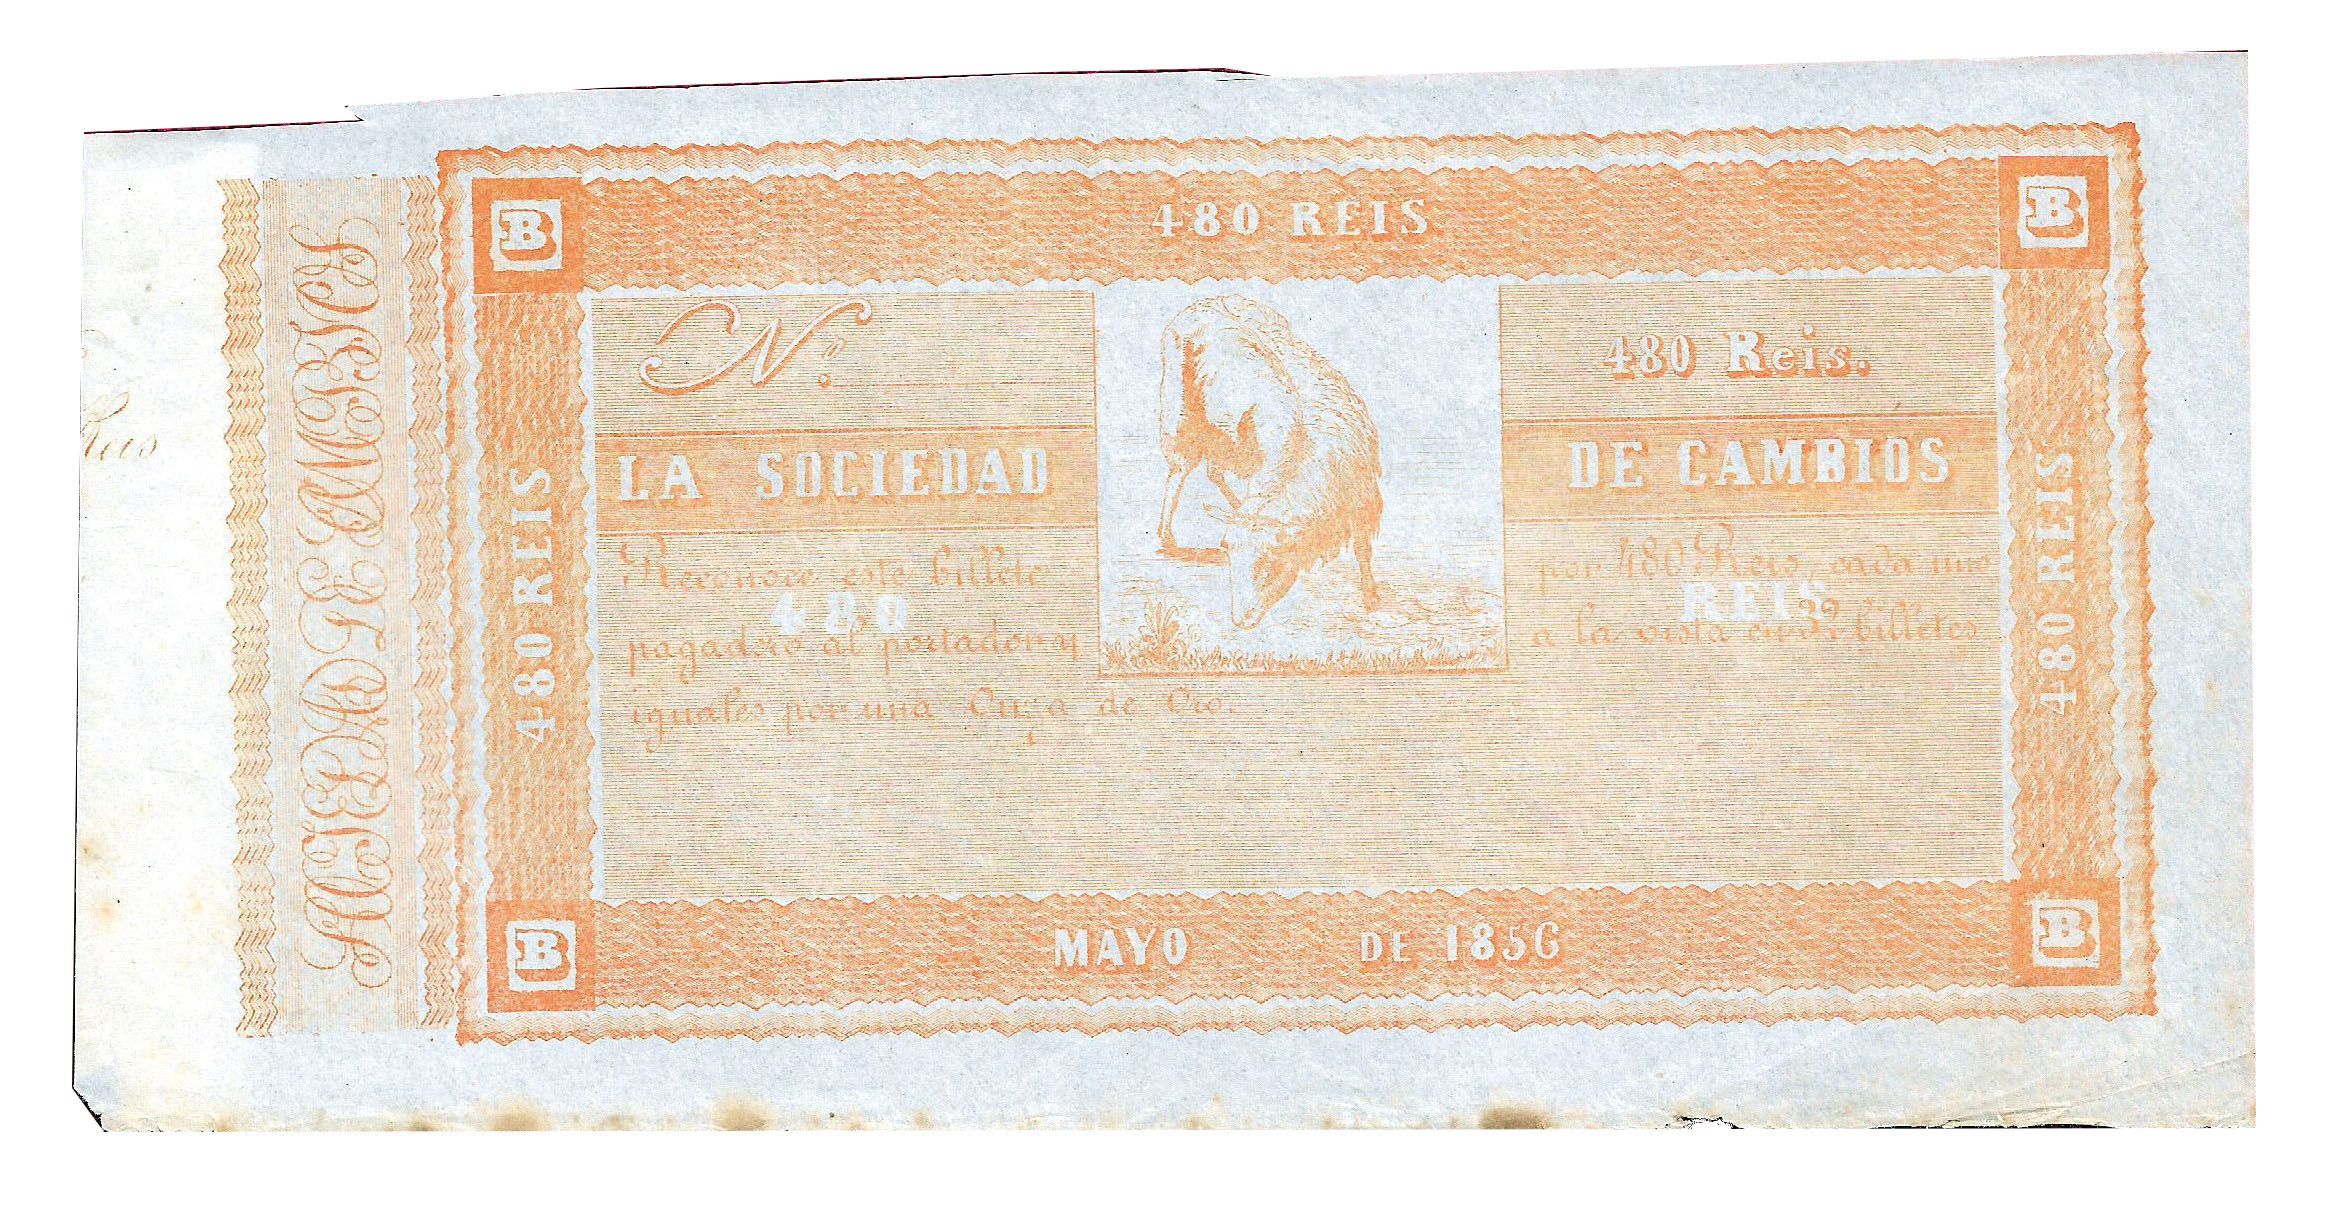 480 REIS
B
B
Nº
480 Reis.
LA SOCIEDAD DE CAMBIOS
Reconoce este billete por 480 Reis, cada uno
480 REIS
pagadero al portador y a la vista en 32 billetes
iguales por una Onza de Oro.
480 REIS
480 REIS
B
MAYO DE 1856
B
Reis